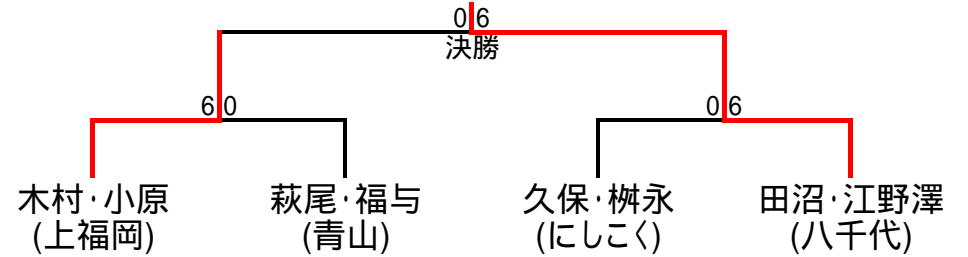 0 6
決勝
6 0
0 6
木村・小原
(上福岡)
萩尾・福与
(青山)
久保・桝永
(にしこく)
田沼・江野澤
(八千代)